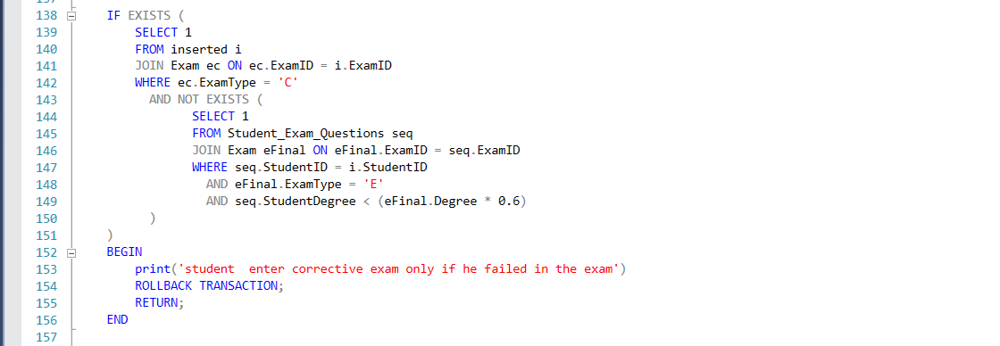 137
138 IF EXISTS (
139 SELECT 1
140 FROM inserted i
141 JOIN Exam ec ON ec.ExamID = i.ExamID
142 WHERE ec.ExamType = 'C'
143 AND NOT EXISTS (
144 SELECT 1
145 FROM Student_Exam_Questions seq
146 JOIN Exam eFinal ON eFinal.ExamID = seq.ExamID
147 WHERE seq.StudentID = i.StudentID
148 AND eFinal.ExamType = 'E'
149 AND seq.StudentDegree < (eFinal.Degree * 0.6)
150 )
151 )
152 BEGIN
153 print('student  enter corrective exam only if he failed in the exam')
154 ROLLBACK TRANSACTION;
155 RETURN;
156 END
157